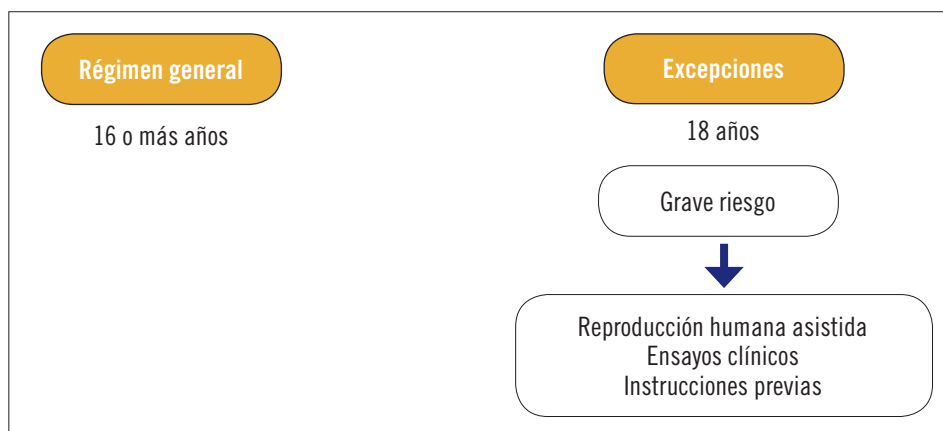 Régimen general
16 o más años
Excepciones
18 años
Grave riesgo
Reproducción humana asistida
Ensayos clínicos
Instrucciones previas